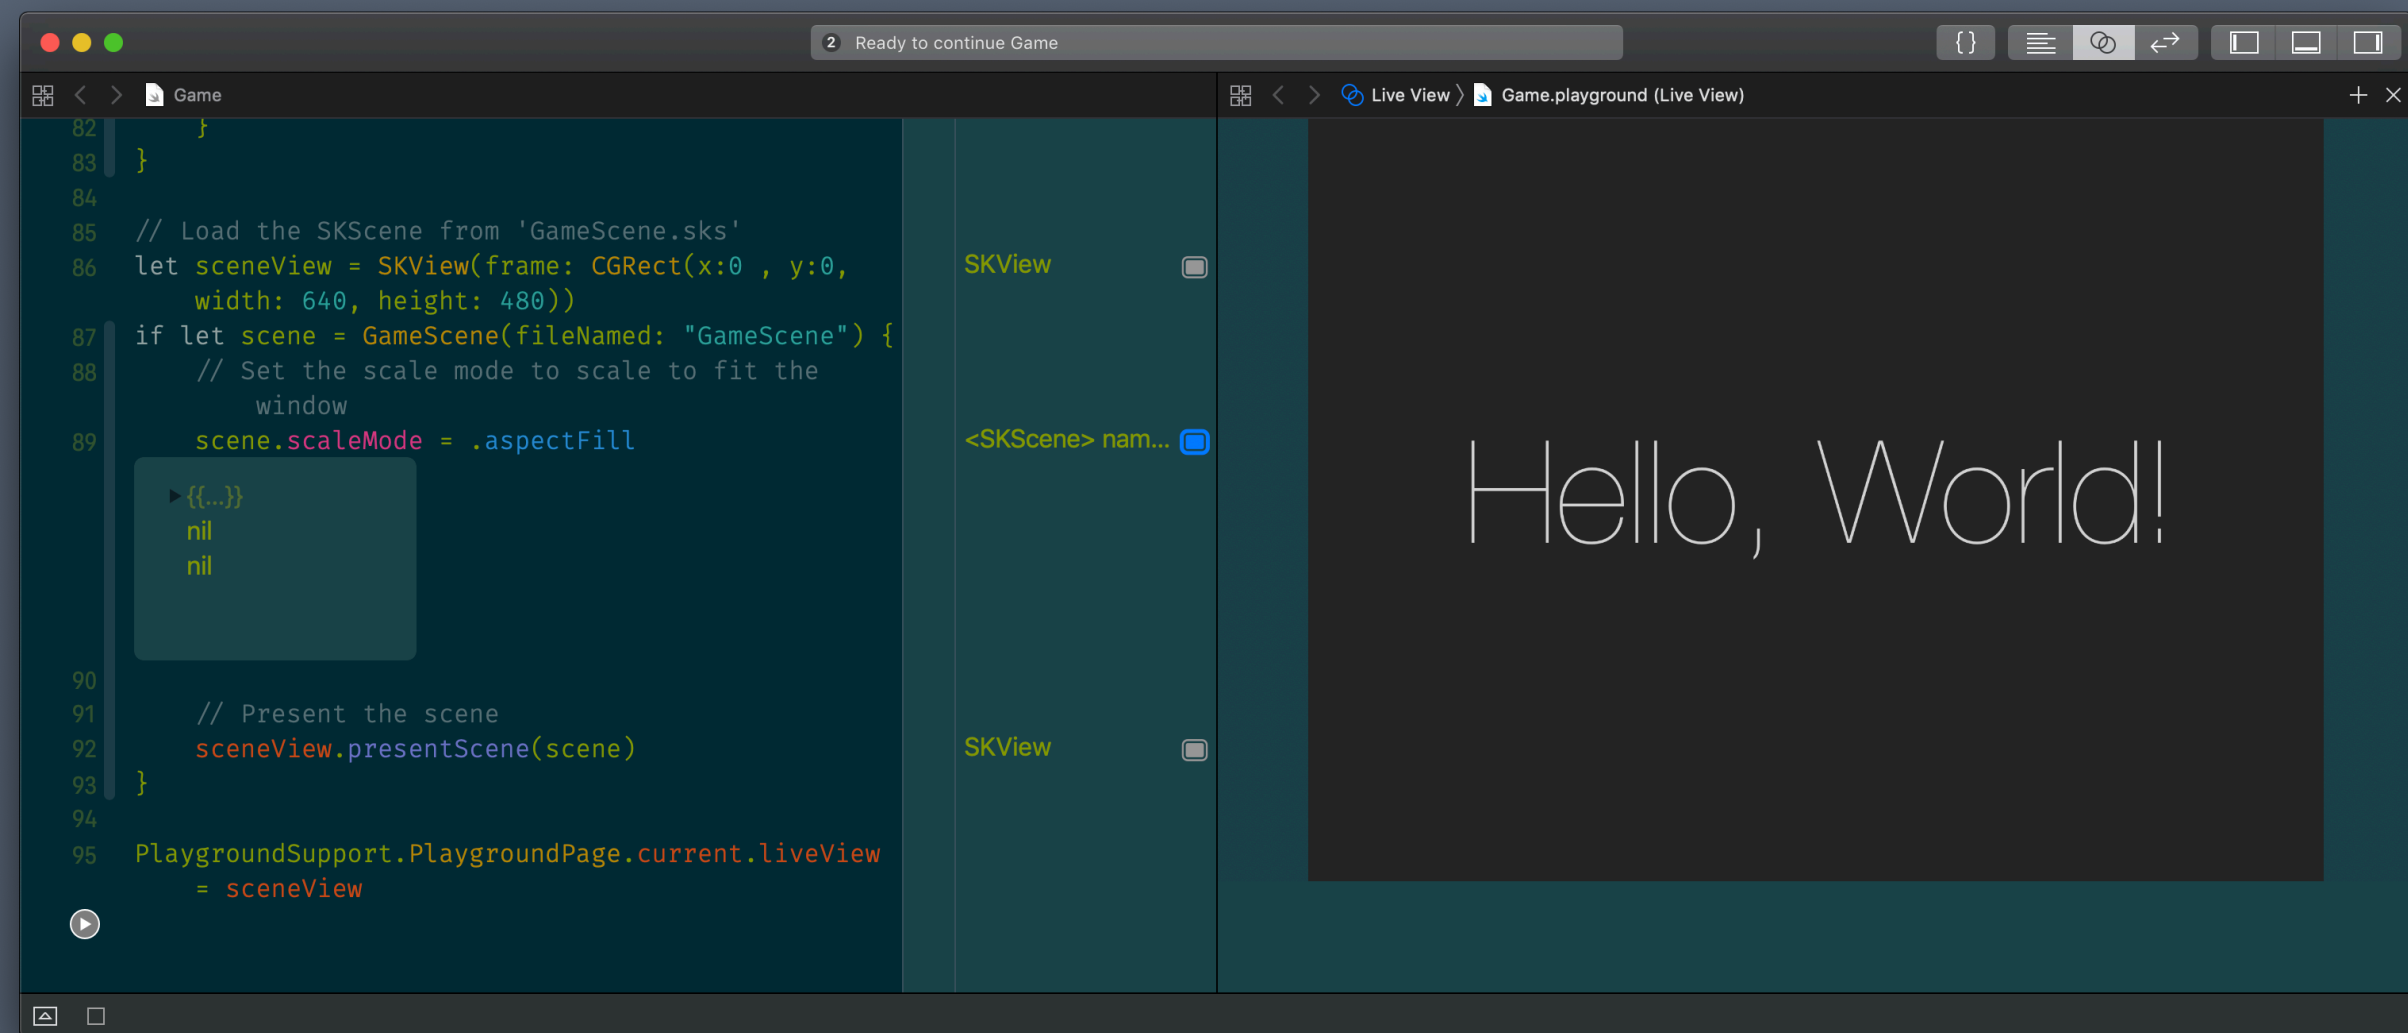 2 Ready to continue Game
{}
Game
Live View 〉 Game.playground (Live View)
82 }
83 }
84
85 // Load the SKScene from 'GameScene.sks'
86 let sceneView = SKView(frame: CGRect(x:0 , y:0,
width: 640, height: 480))
SKView
87 if let scene = GameScene(fileNamed: "GameScene") {
88 // Set the scale mode to scale to fit the
window
89 scene.scaleMode = .aspectFill
<SKScene> nam...
{{...}}
nil
nil
90
91 // Present the scene
92 sceneView.presentScene(scene)
SKView
93 }
94
95 PlaygroundSupport.PlaygroundPage.current.liveView
= sceneView
Hello, World!